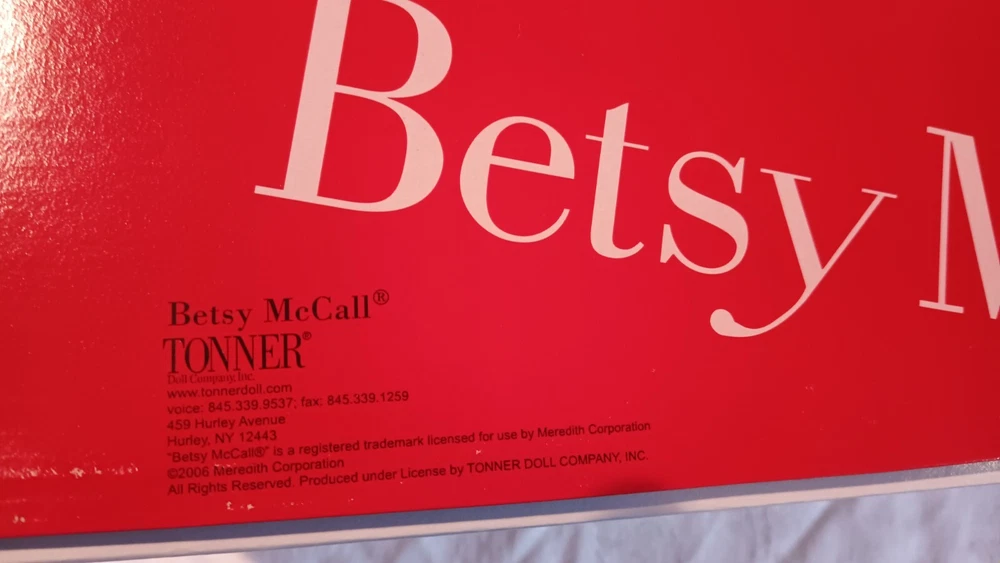 Betsy M
Betsy McCall®
TONNER®
Doll Company, Inc.
www.tonnerdoll.com
voice: 845.339.9537; fax: 845.339.1259
459 Hurley Avenue
Hurley, NY 12443
"Betsy McCall®" is a registered trademark licensed for use by Meredith Corporation
©2006 Meredith Corporation
All Rights Reserved. Produced under License by TONNER DOLL COMPANY, INC.